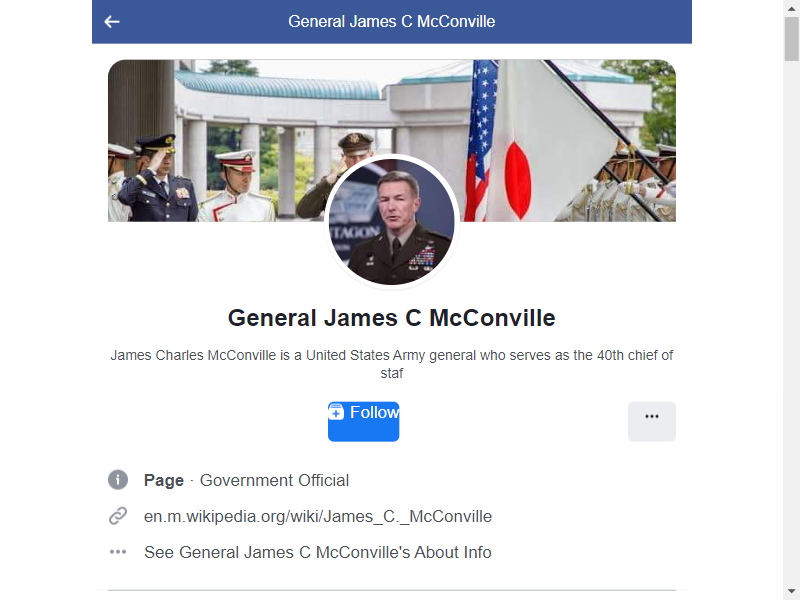 General James C McConville
TAGON
General James C McConville
James Charles McConville is a United States Army general who serves as the 40th chief of
staf
Follow
Page · Government Official
en.m.wikipedia.org/wiki/James_C._McConville
See General James C McConville's About Info